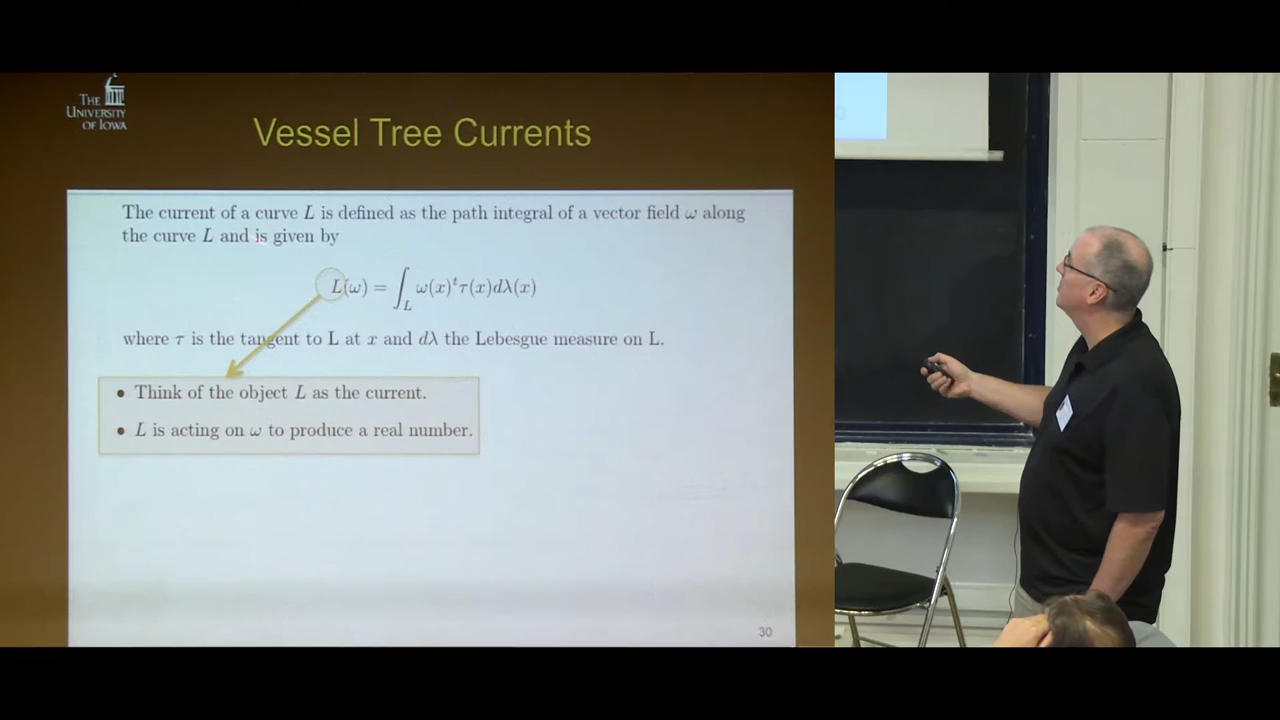 THE
UNIVERSITY
OF IOWA
Vessel Tree Currents
The current of a curve L is defined as the path integral of a vector field ω along
the curve L and is given by
L(ω) = ∫_L ω(x)^t τ(x)dλ(x)
where τ is the tangent to L at x and dλ the Lebesgue measure on L.
• Think of the object L as the current.
• L is acting on ω to produce a real number.
30